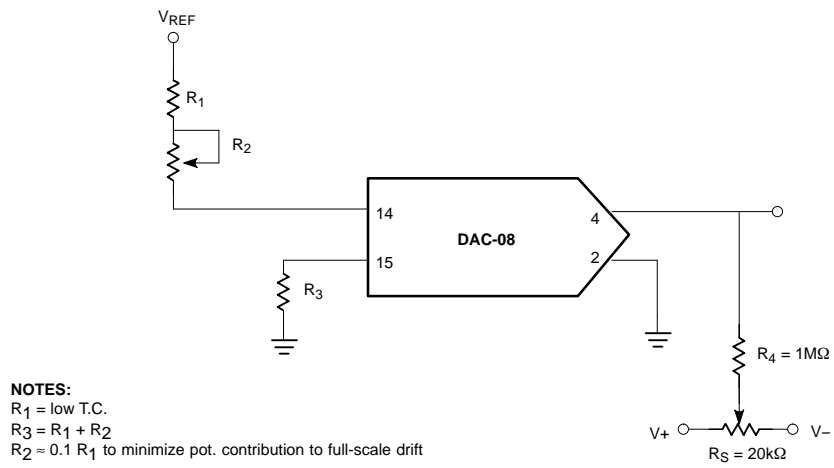 VREF
R1
R2
14
4
DAC-08
15
2
R3
R4 = 1MΩ
NOTES:
R1 = low T.C.
R3 = R1 + R2
R2 ≈ 0.1 R1 to minimize pot. contribution to full-scale drift
V+
V–
RS = 20kΩ